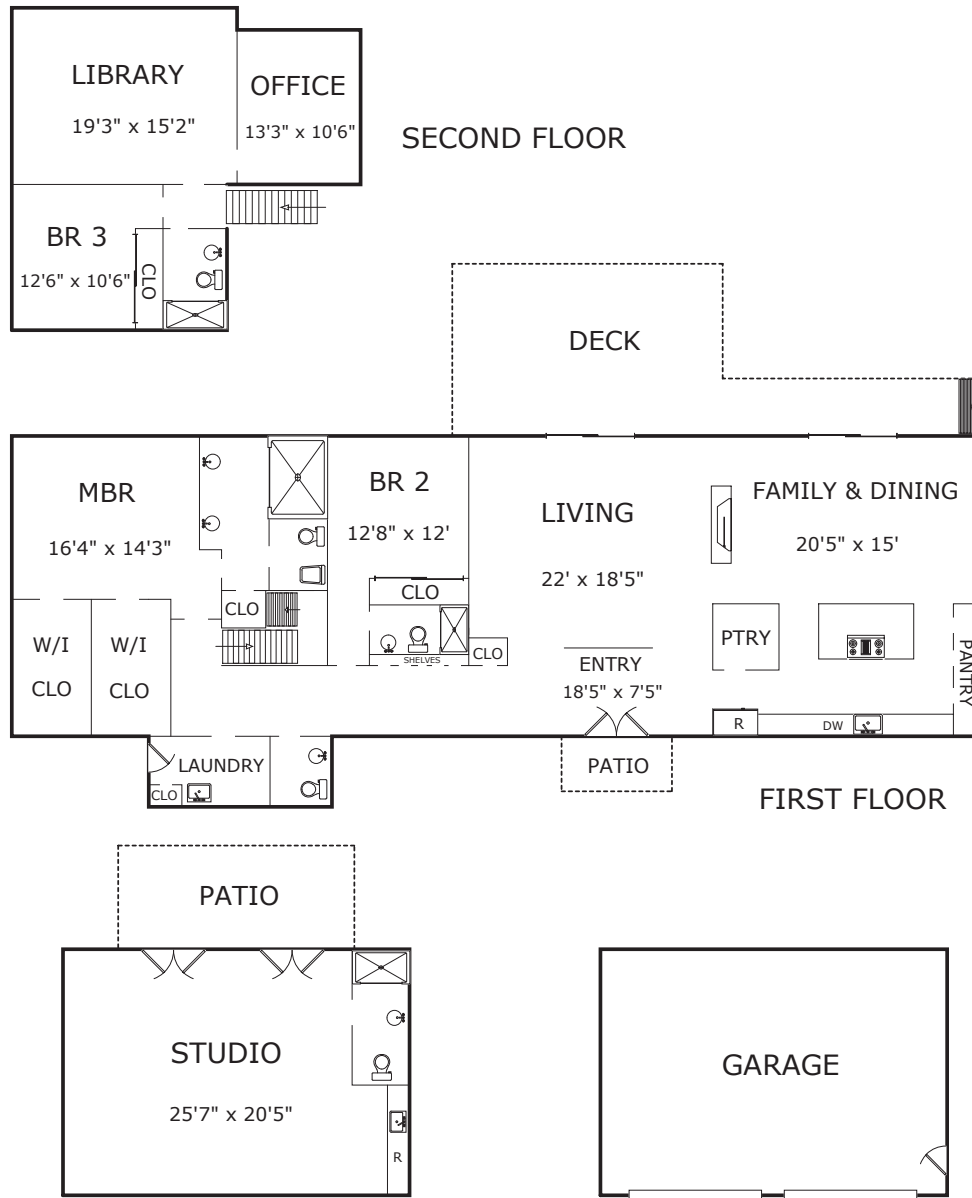 LIBRARY
19'3" x 15'2"
OFFICE
13'3" x 10'6"
SECOND FLOOR
BR 3
12'6" x 10'6"
CLO
DECK
MBR
16'4" x 14'3"
BR 2
12'8" x 12'
LIVING
22' x 18'5"
FAMILY & DINING
20'5" x 15'
CLO
CLO
W/I
CLO
W/I
CLO
SHELVES
CLO
ENTRY
18'5" x 7'5"
PTRY
PANTRY
R
DW
LAUNDRY
CLO
PATIO
FIRST FLOOR
PATIO
STUDIO
25'7" x 20'5"
R
GARAGE